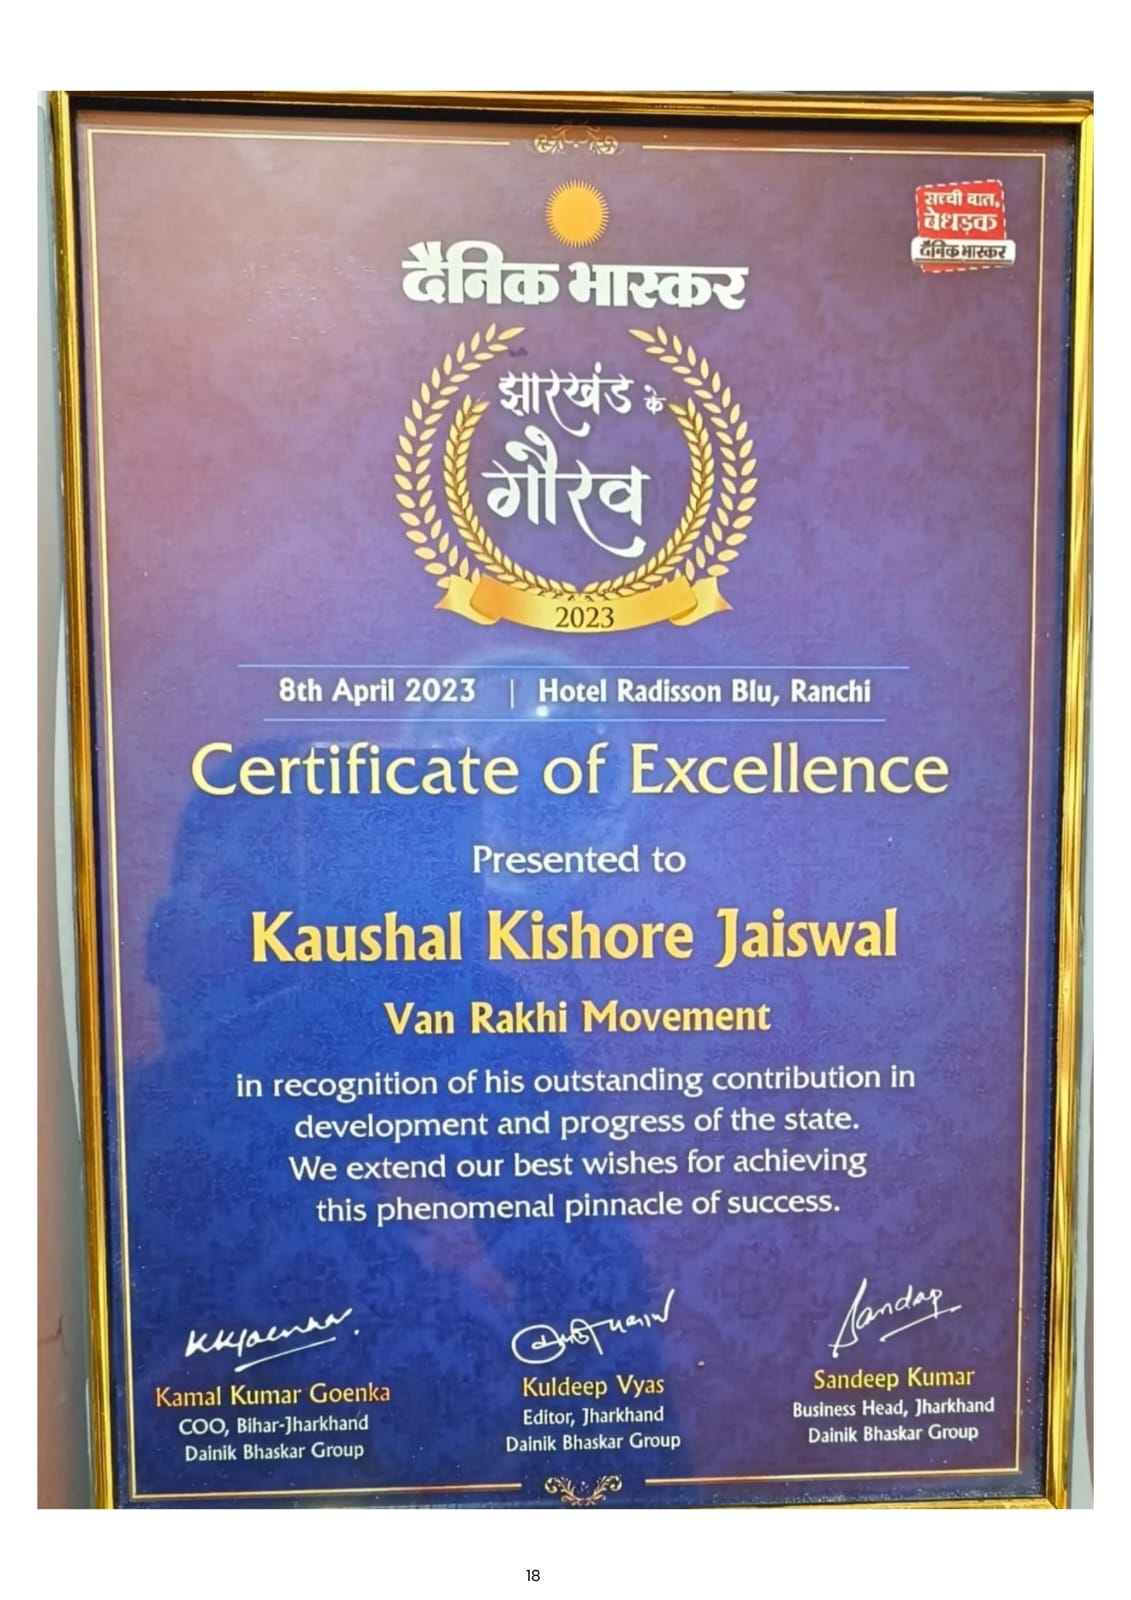 सच्ची बात,
बेधड़क
दैनिक भास्कर
दैनिक भास्कर
झारखंड के
गौरव
2023
8th April 2023 | Hotel Radisson Blu, Ranchi
Certificate of Excellence
Presented to
Kaushal Kishore Jaiswal
Van Rakhi Movement
in recognition of his outstanding contribution in
development and progress of the state.
We extend our best wishes for achieving
this phenomenal pinnacle of success.
Kamal Kumar Goenka
COO, Bihar-Jharkhand
Dainik Bhaskar Group
Kuldeep Vyas
Editor, Jharkhand
Dainik Bhaskar Group
Sandeep
Sandeep Kumar
Business Head, Jharkhand
Dainik Bhaskar Group
18